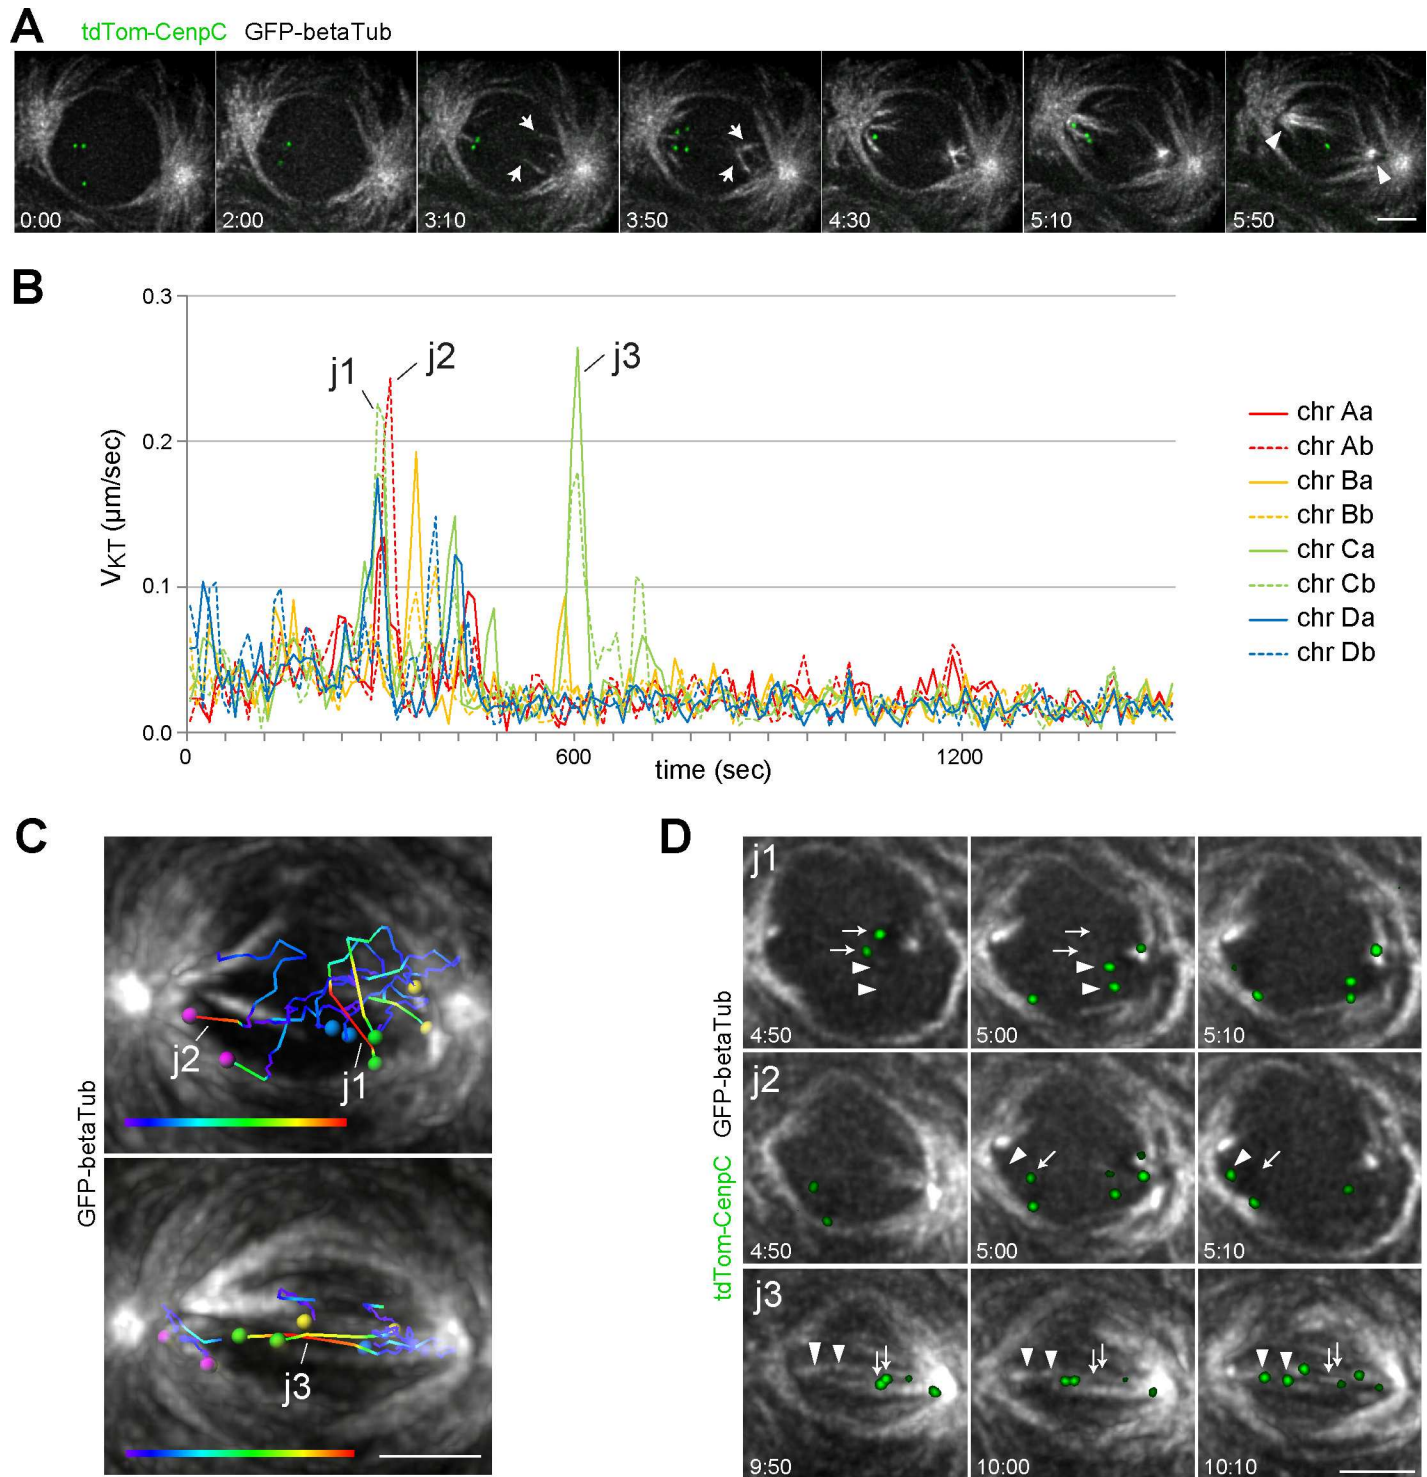 A
tdTom-CenpC GFP-betaTub
0:00 2:00 3:10 3:50 4:30 5:10 5:50
B
0.3
0.2
0.1
0.0
VKT (µm/sec)
j1 j2 j3
0 600 1200
time (sec)
chr Aa
chr Ab
chr Ba
chr Bb
chr Ca
chr Cb
chr Da
chr Db
C
GFP-betaTub
j2 j1
j3
D
tdTom-CenpC GFP-betaTub
j1
4:50 5:00 5:10
j2
4:50 5:00 5:10
j3
9:50 10:00 10:10